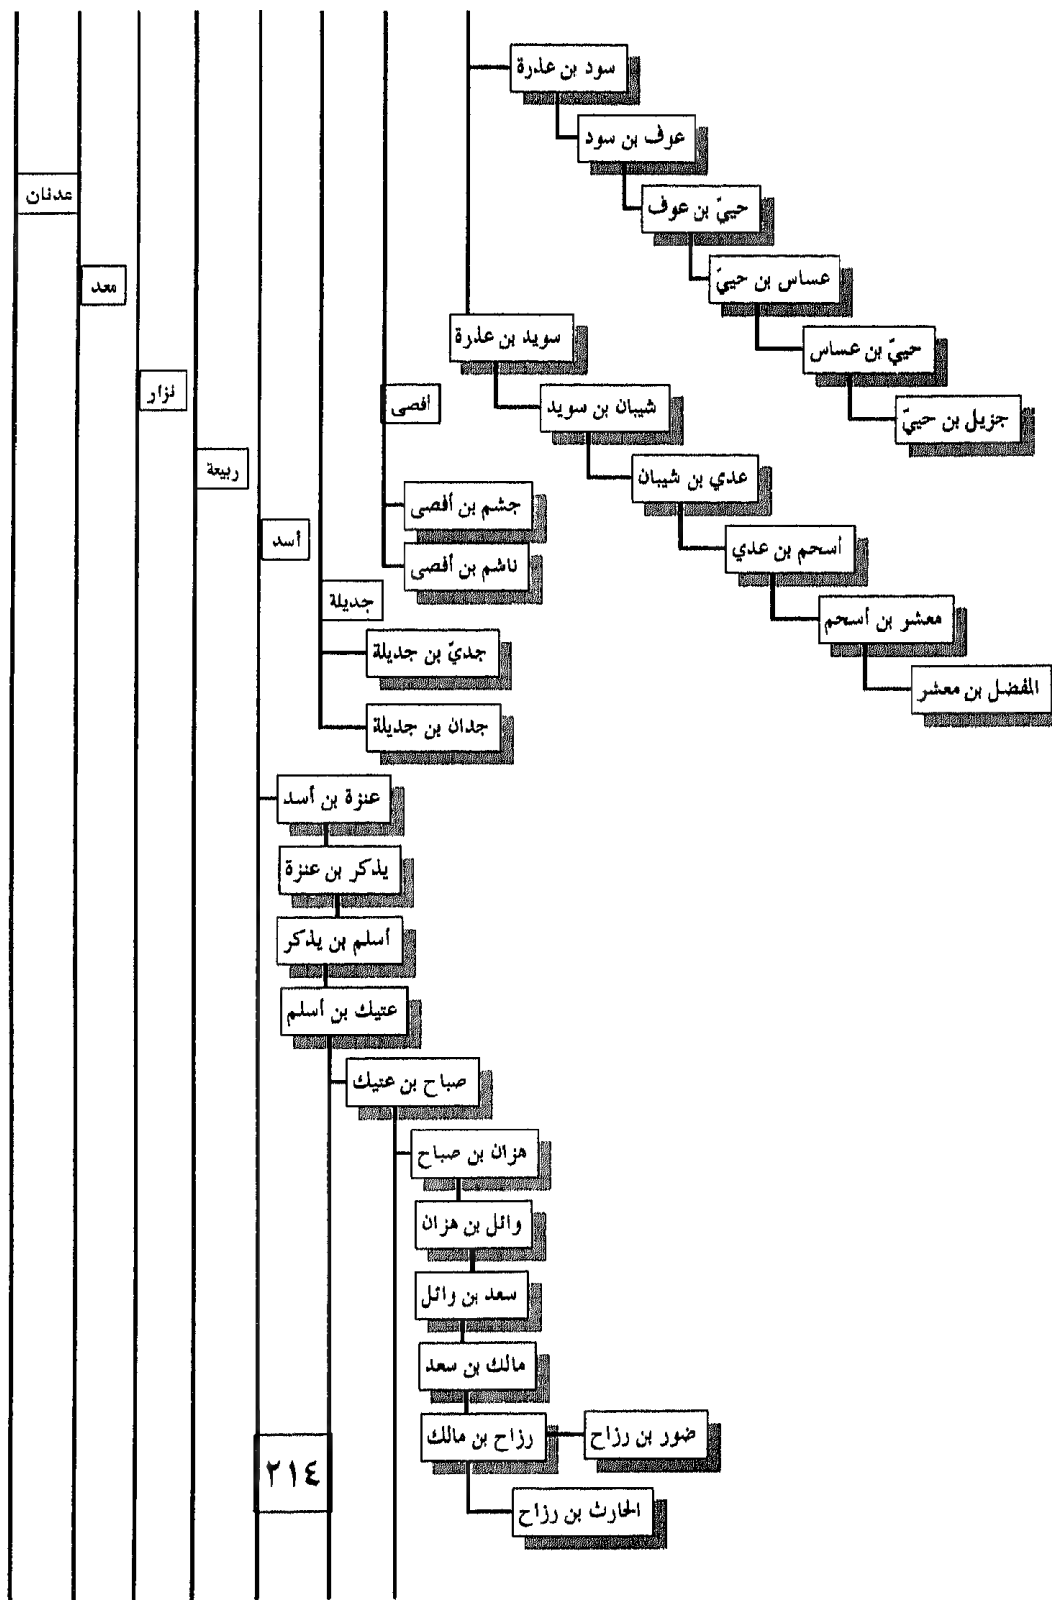 سود بن عذرة
عوف بن سود
عدنان
حييّ بن عوف
معد
عساس بن حييّ
سويد بن عذرة
حييّ بن عساس
نزار
أفصى
شيبان بن سويد
جزيل بن حييّ
ربيعة
عدي بن شيبان
جشم بن أفصى
أسد
أسحم بن عدي
ناشم بن أفصى
جديلة
معشر بن أسحم
جديّ بن جديلة
المفضل بن معشر
جدان بن جديلة
عنزة بن أسد
يذكر بن عنزة
أسلم بن يذكر
عتيك بن أسلم
صباح بن عتيك
هزان بن صباح
وائل بن هزان
سعد بن وائل
مالك بن سعد
رزاح بن مالك
ضور بن رزاح
الحارث بن رزاح
٢١٤